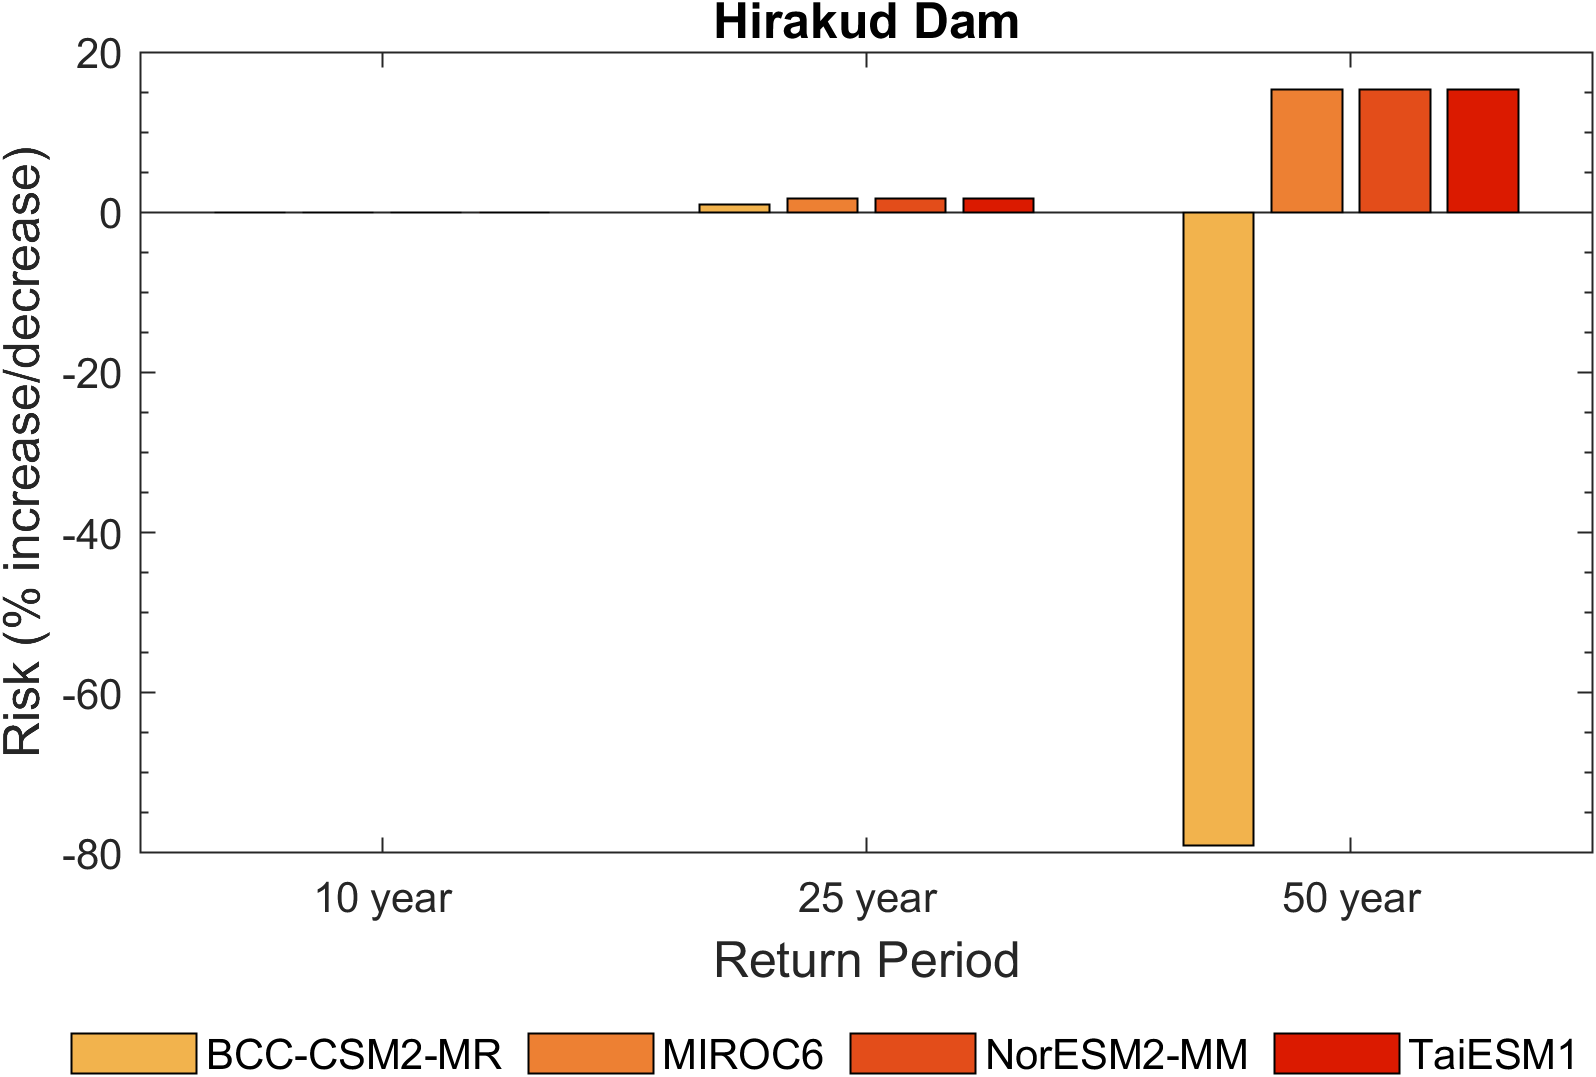 Hirakud Dam
20
0
-20
-40
-60
-80
Risk (% increase/decrease)
10 year 25 year 50 year
Return Period
BCC-CSM2-MR MIROC6 NorESM2-MM TaiESM1